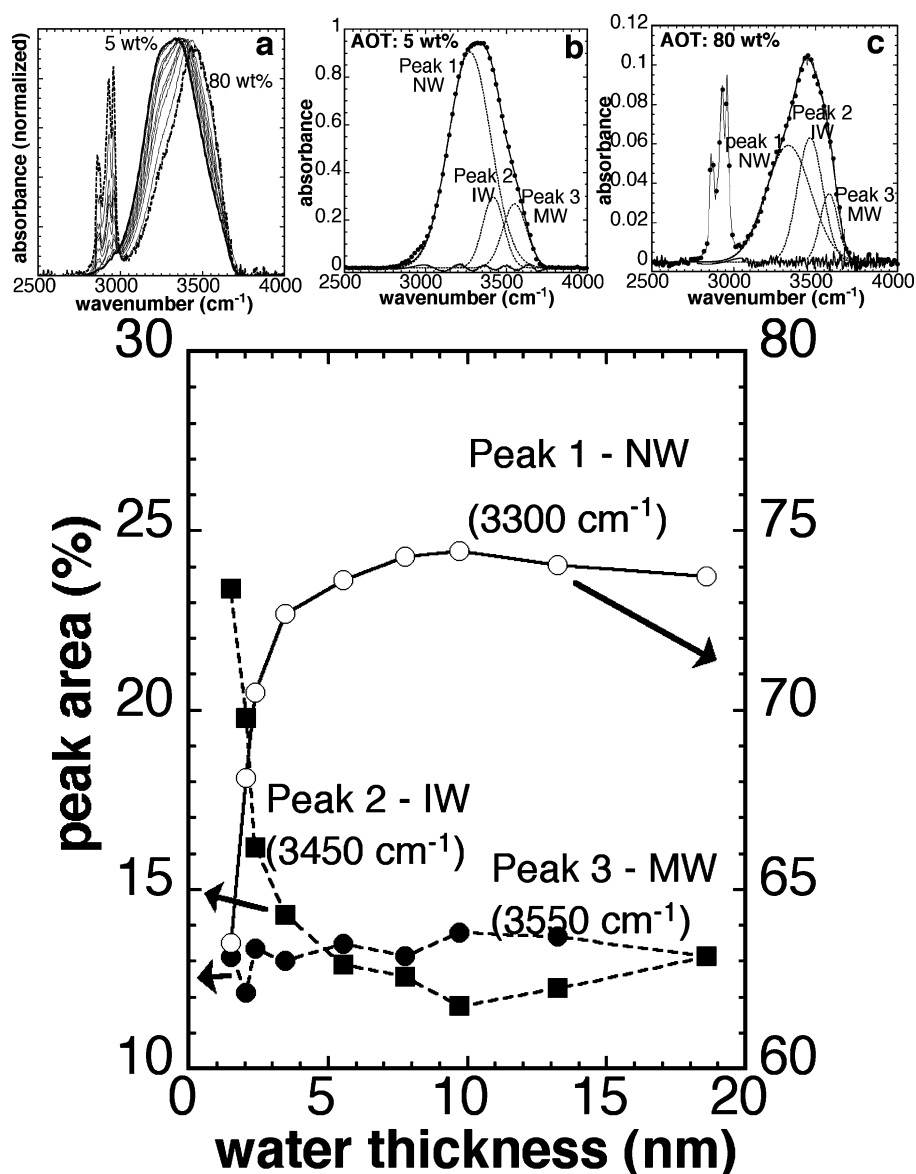 a
5 wt%
80 wt%
absorbance (normalized)
2500 3000 3500 4000
wavenumber (cm-1)
b
AOT: 5 wt%
Peak 1
NW
Peak 2
IW
Peak 3
MW
absorbance
1
0.8
0.6
0.4
0.2
0
2500 3000 3500 4000
wavenumber (cm-1)
c
AOT: 80 wt%
peak 1
NW
Peak 2
IW
Peak 3
MW
absorbance
0.12
0.1
0.08
0.06
0.04
0.02
0
2500 3000 3500 4000
wavenumber (cm-1)
peak area (%)
30
25
20
15
10
80
75
70
65
60
Peak 1 - NW
(3300 cm-1)
Peak 2 - IW
(3450 cm-1)
Peak 3 - MW
(3550 cm-1)
0 5 10 15 20
water thickness (nm)